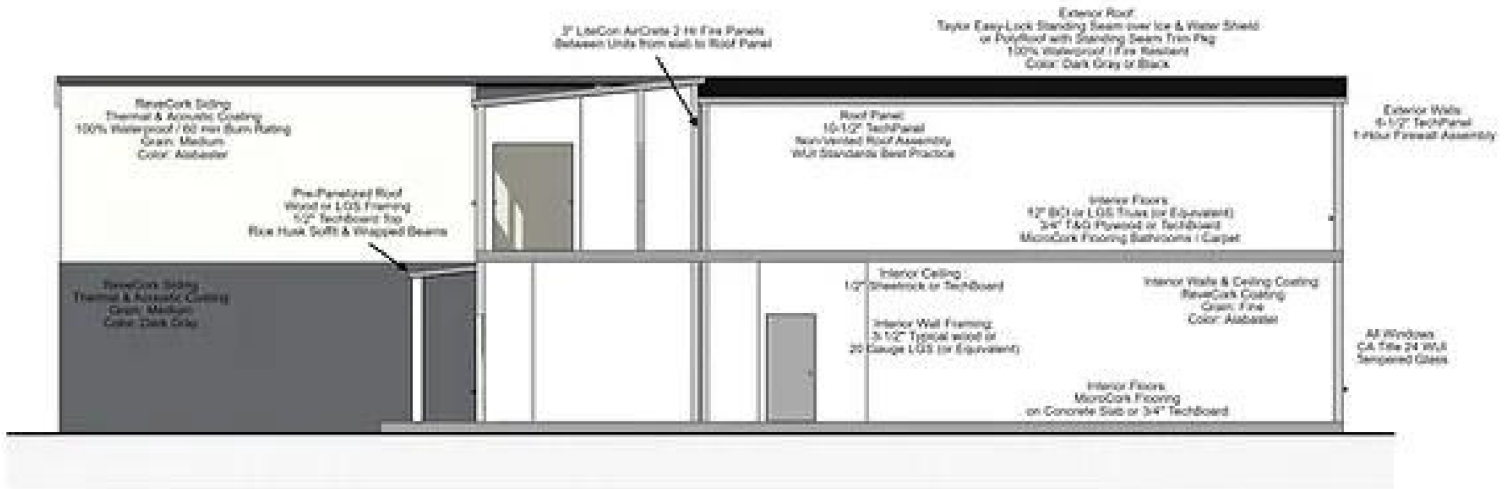 Exterior Roof:
Taylor Easy-Lock Standing Seam over Ice & Water Shield
or PolyRoof with Standing Seam Trim Pkg
100% Waterproof / Fire Resilient
Color: Dark Gray or Black
3" LiteCon AirCrete 2 Hr Fire Panels
Between Units from slab to Roof Panel
ReveCork Siding
Thermal & Acoustic Coating
100% Waterproof / 60 min Burn Rating
Grain: Medium
Color: Alabaster
Roof Panel:
10-1/2" TechPanel
Non-Vented Roof Assembly
WUI Standards Best Practice
Exterior Walls:
6-1/2" TechPanel
1-Hour Firewall Assembly
Pre-Panelized Roof
Wood or LGS Framing
1/2" TechBoard Top
Rice Husk Soffit & Wrapped Beams
Interior Floors:
12" BCI or LGS Truss (or Equivalent)
3/4" T&G Plywood or TechBoard
MicroCork Flooring Bathrooms / Carpet
ReveCork Siding
Thermal & Acoustic Coating
Grain: Medium
Color: Dark Gray
Interior Ceiling:
1/2" Sheetrock or TechBoard
Interior Walls & Ceiling Coating:
ReveCork Coating
Grain: Fine
Color: Alabaster
Interior Wall Framing:
3-1/2" Typical wood or
20 Gauge LGS (or Equivalent)
All Windows
CA Title 24 WUI
Tempered Glass
Interior Floors:
MicroCork Flooring
on Concrete Slab or 3/4" TechBoard